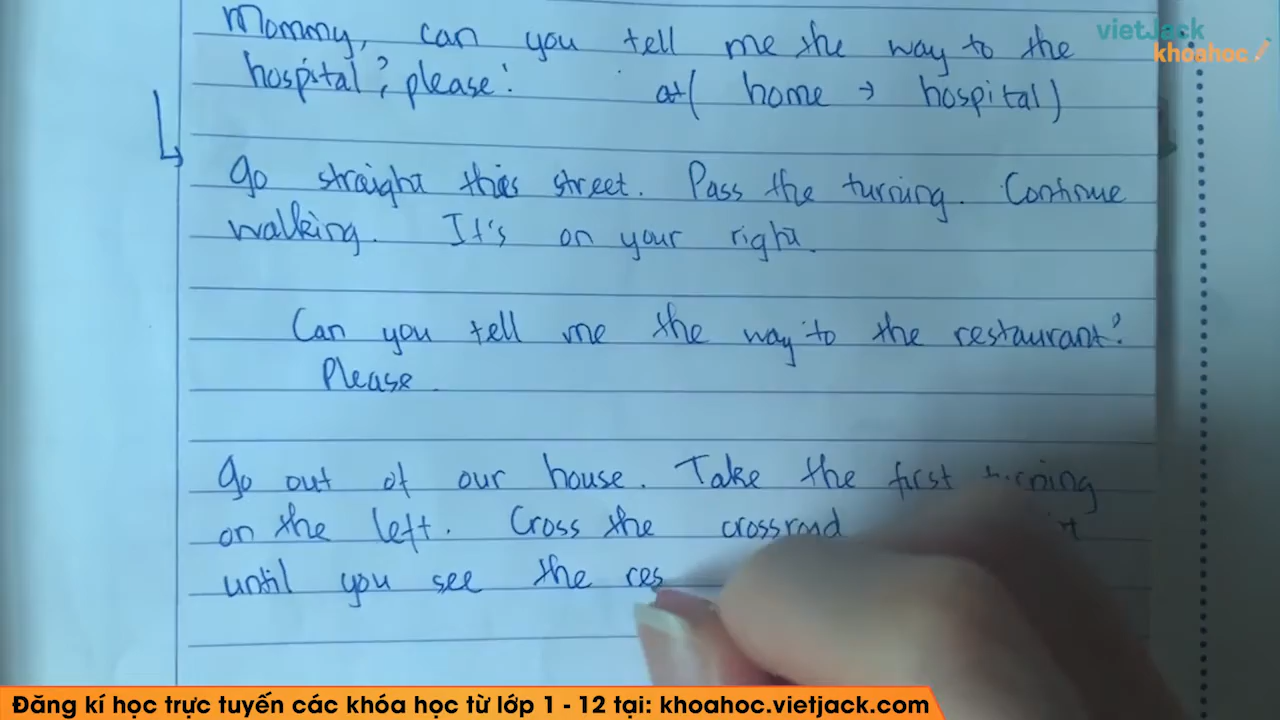 vietJack
khoahoc
Mommy, can you tell me the way to the
hospital?, please! at ( home → hospital )
Go straight this street. Pass the turning. Continue
walking. It's on your right.
Can you tell me the way to the restaurant?
Please.
Go out of our house. Take the first turning
on the left. Cross the crossroad
until you see the res
Đăng kí học trực tuyến các khóa học từ lớp 1 - 12 tại: khoahoc.vietjack.com